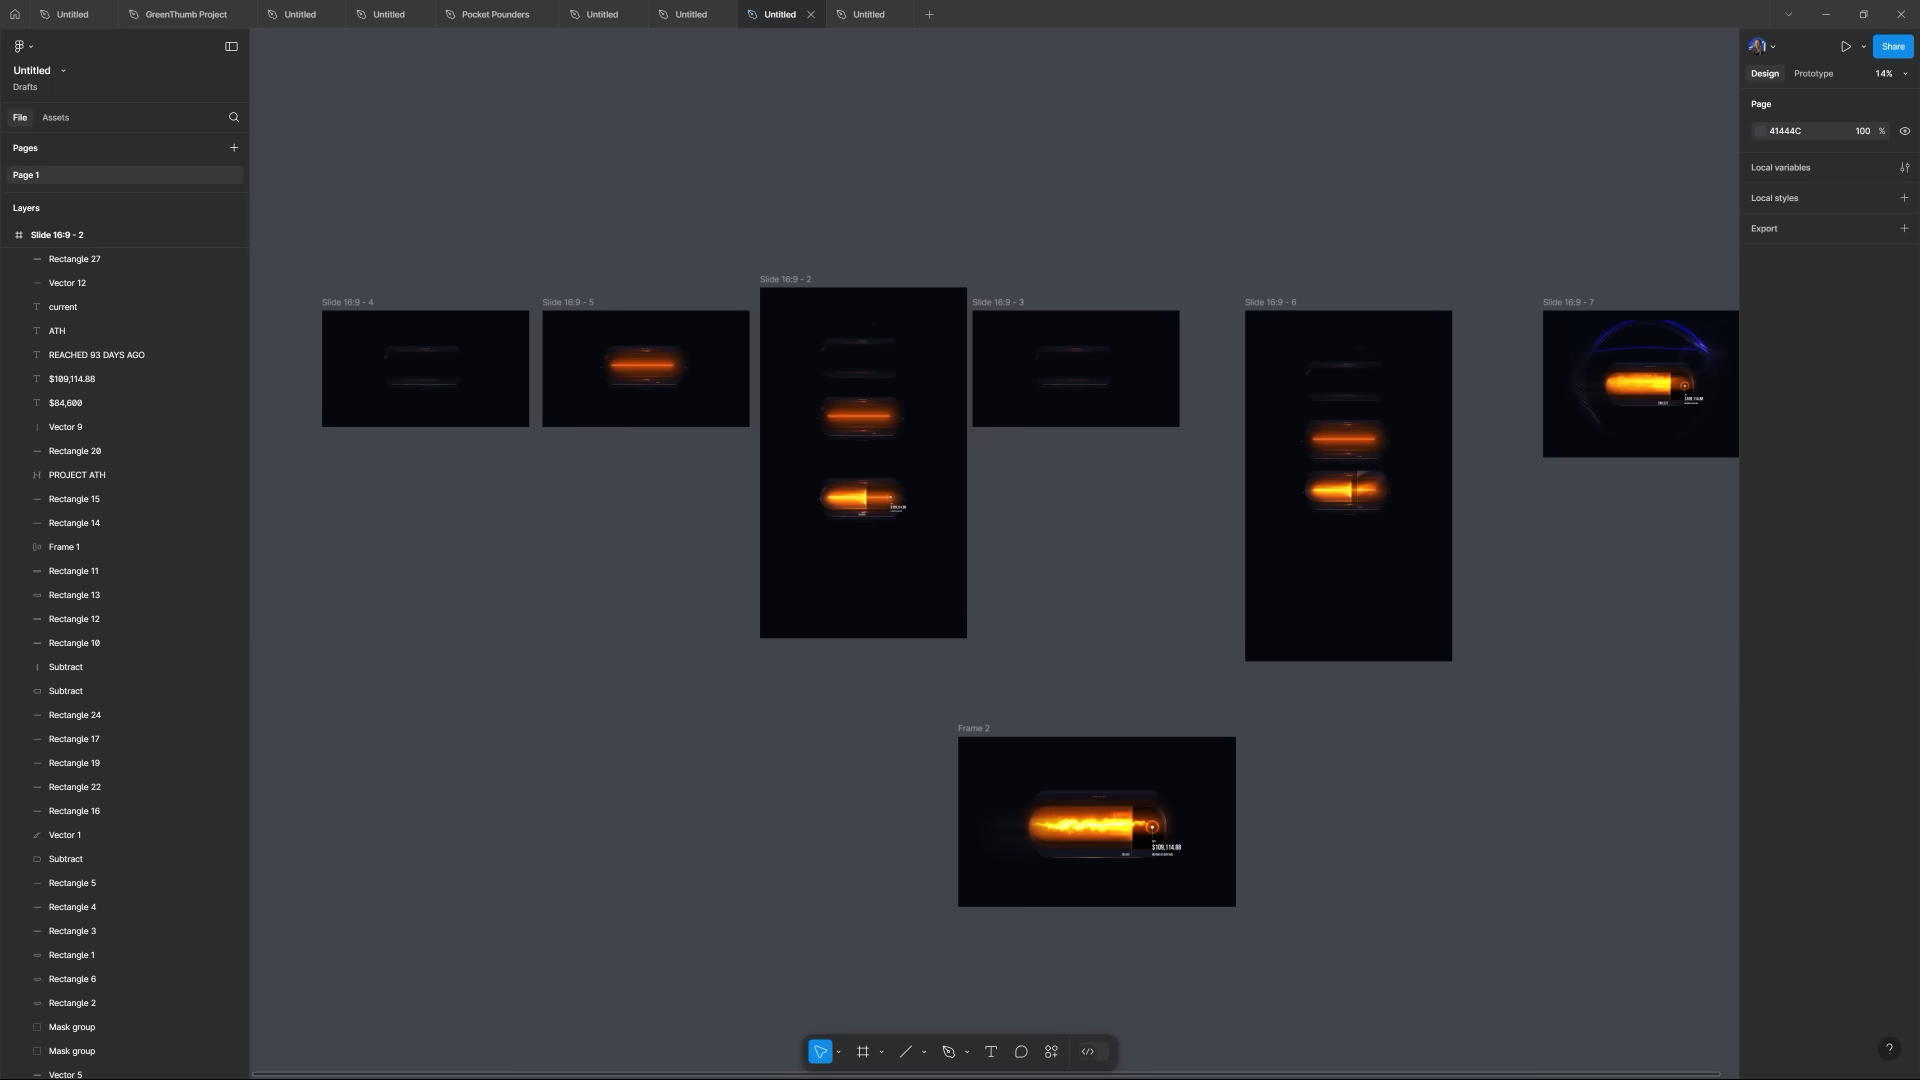 Untitled
GreenThumb Project
Untitled
Untitled
Pocket Pounders
Untitled
Untitled
Untitled
Untitled
Untitled
Drafts
File
Assets
Pages
Page 1
Layers
Slide 16:9 - 2
Rectangle 27
Vector 12
current
ATH
REACHED 93 DAYS AGO
$109,114.88
$84,600
Vector 9
Rectangle 20
PROJECT ATH
Rectangle 15
Rectangle 14
Frame 1
Rectangle 11
Rectangle 13
Rectangle 12
Rectangle 10
Subtract
Subtract
Rectangle 24
Rectangle 17
Rectangle 19
Rectangle 22
Rectangle 16
Vector 1
Subtract
Rectangle 5
Rectangle 4
Rectangle 3
Rectangle 1
Rectangle 6
Rectangle 2
Mask group
Mask group
Vector 5
Slide 16:9 - 4
Slide 16:9 - 5
Slide 16:9 - 2
$109,114.88
Slide 16:9 - 3
Slide 16:9 - 6
Slide 16:9 - 7
$109,114.88
Frame 2
$109,114.88
Share
Design
Prototype
14%
Page
41444C
100 %
Local variables
Local styles
Export
?